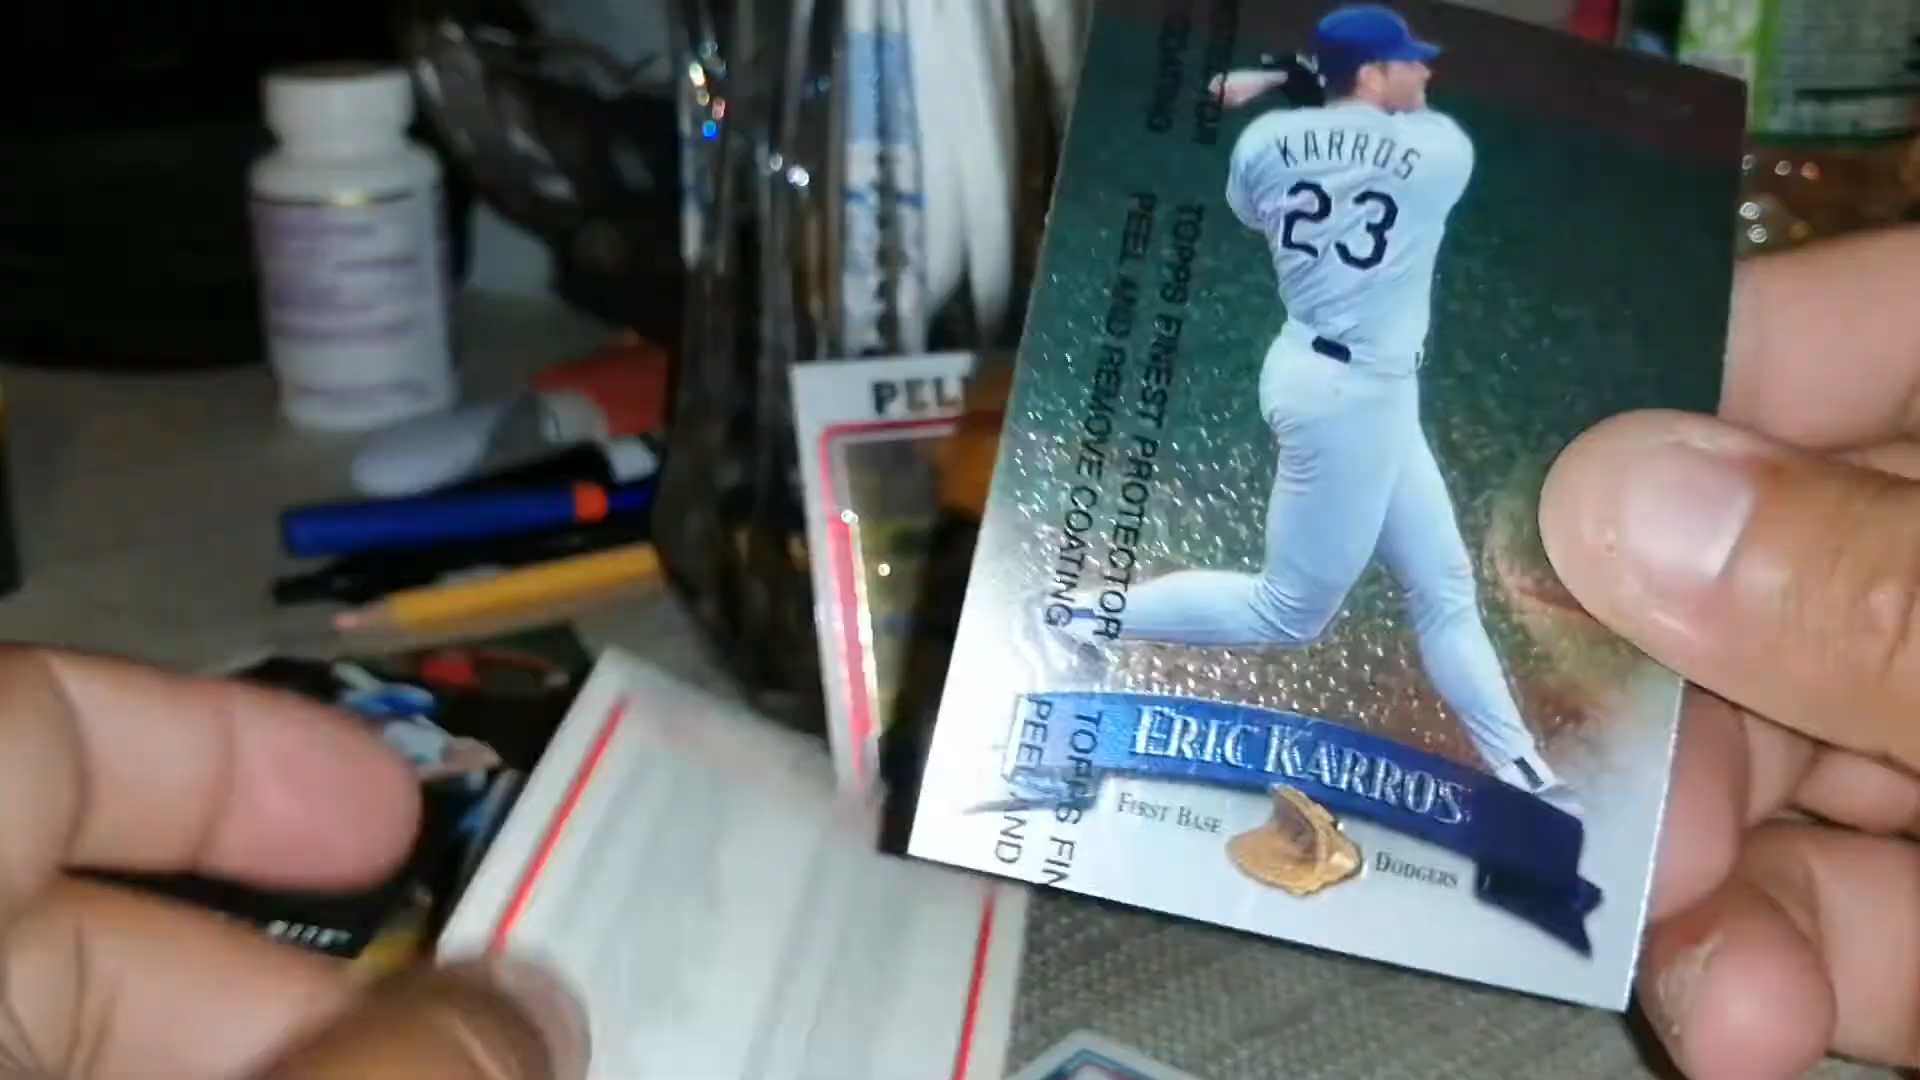 KARROS
23
TOPPS FINEST PROTECTOR
PEEL AND REMOVE COATING
PEL
ERIC KARROS
FIRST BASE
DODGERS
TOPPS FIN
PEEL AND